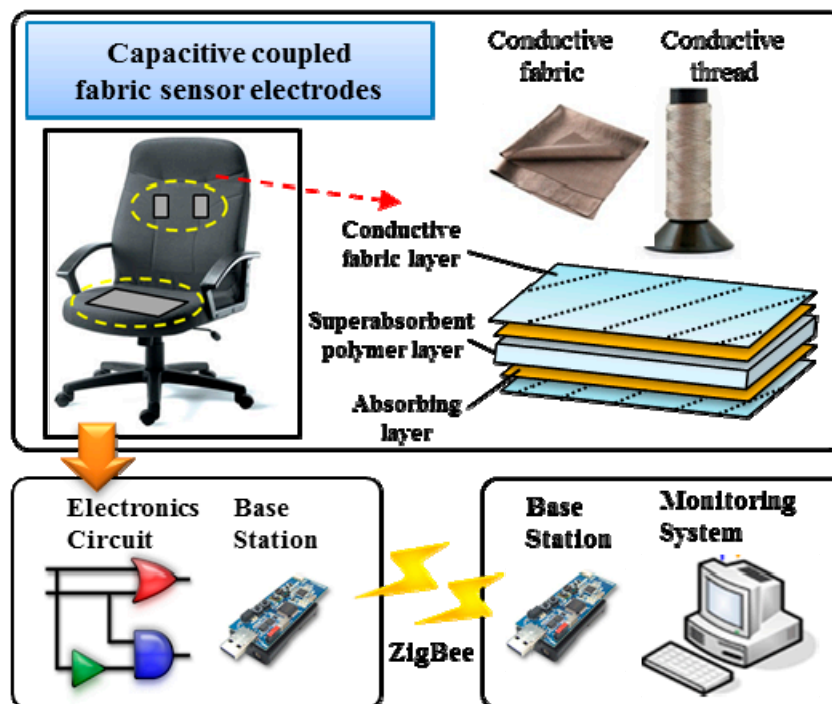 Capacitive coupled
fabric sensor electrodes
Conductive
fabric
Conductive
thread
Conductive
fabric layer
Superabsorbent
polymer layer
Absorbing
layer
Electronics
Circuit
Base
Station
ZigBee
Base
Station
Monitoring
System